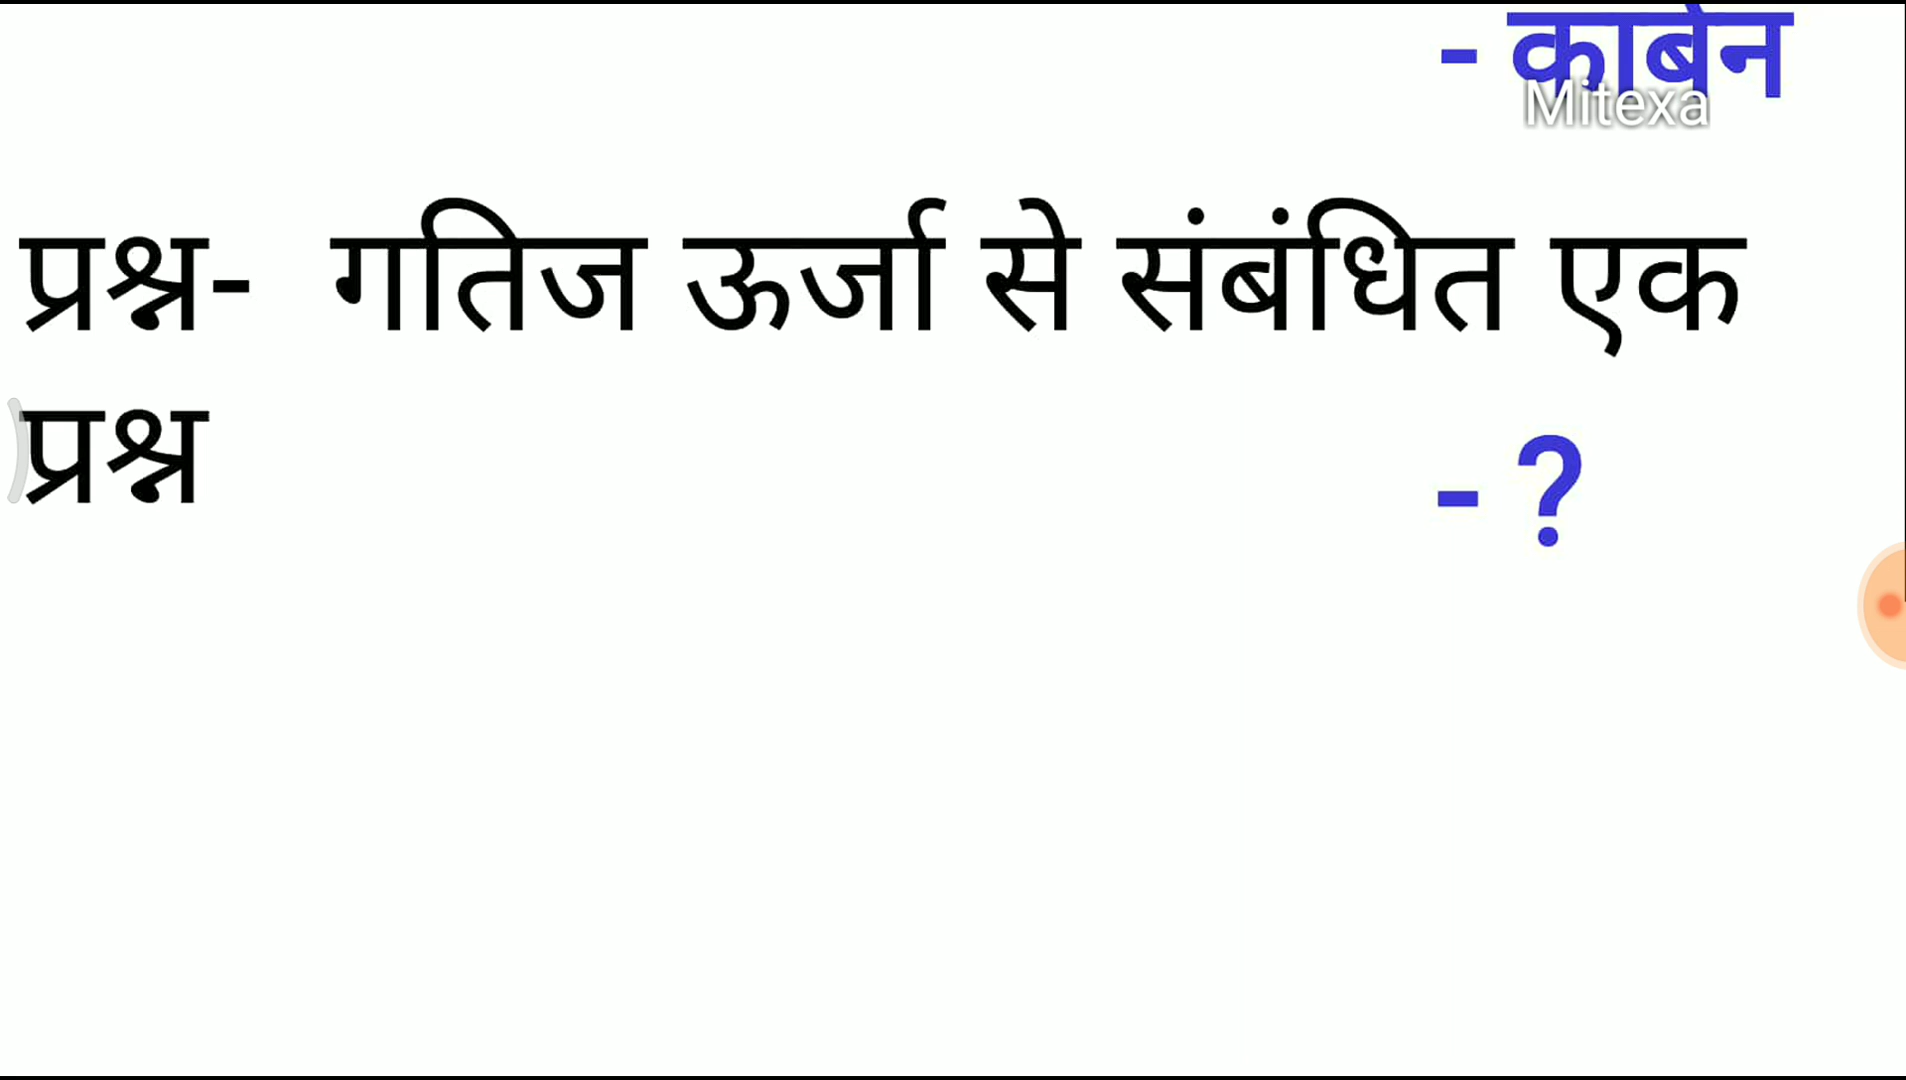 - कार्बन
Mitexa
प्रश्न- गतिज ऊर्जा से संबंधित एक
प्रश्न
- ?